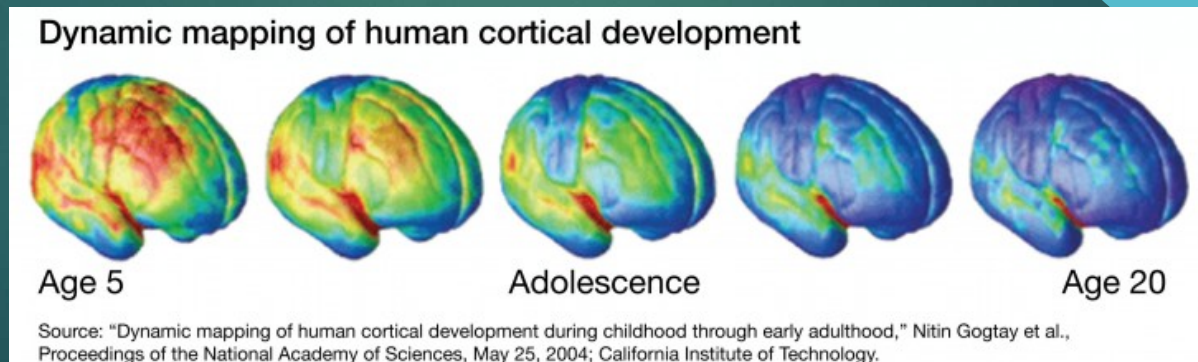 Dynamic mapping of human cortical development
Age 5
Adolescence
Age 20
Source: “Dynamic mapping of human cortical development during childhood through early adulthood,” Nitin Gogtay et al.,
Proceedings of the National Academy of Sciences, May 25, 2004; California Institute of Technology.